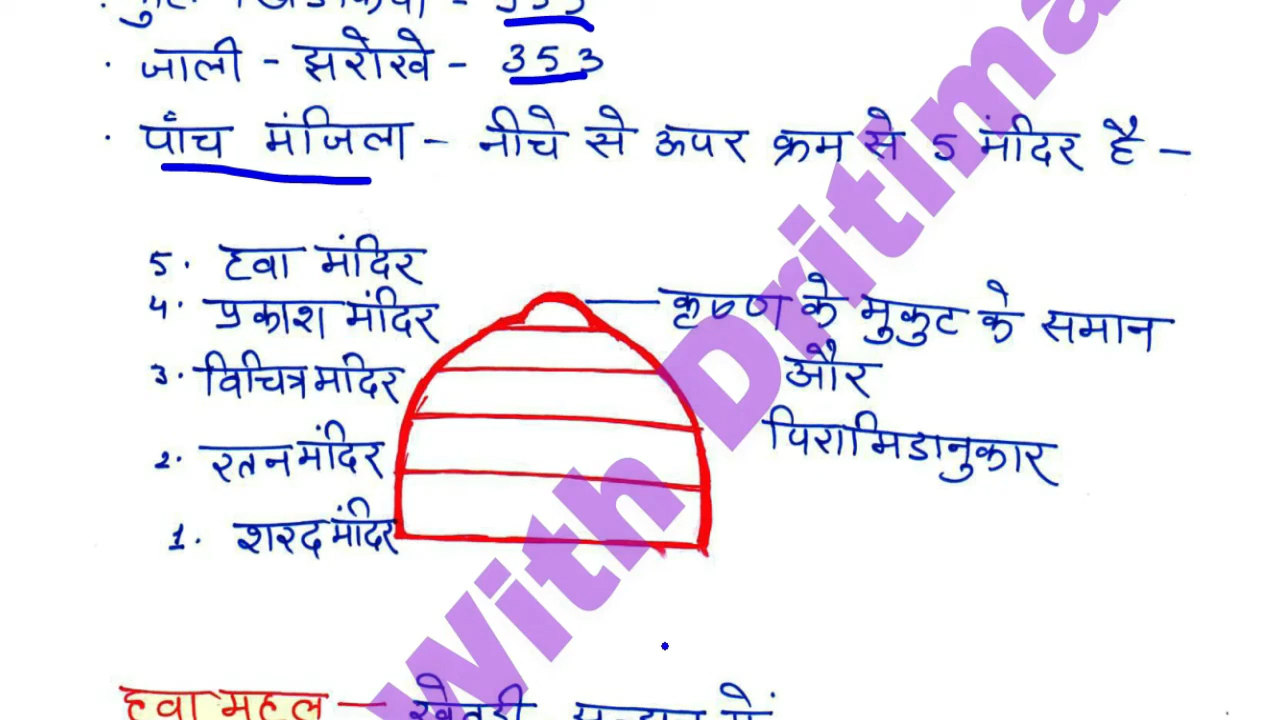 · जाली - झरोखे - 353
· पाँच मंजिला - नीचे से ऊपर क्रम से 5 मंदिर है -
5. हवा मंदिर
4. प्रकाश मंदिर
3. विचित्र मंदिर
2. रतन मंदिर
1. शरद मंदिर
कृष्ण के मुकुट के समान
और
पिरामिडानुकार
With Dritima
हवा महल -